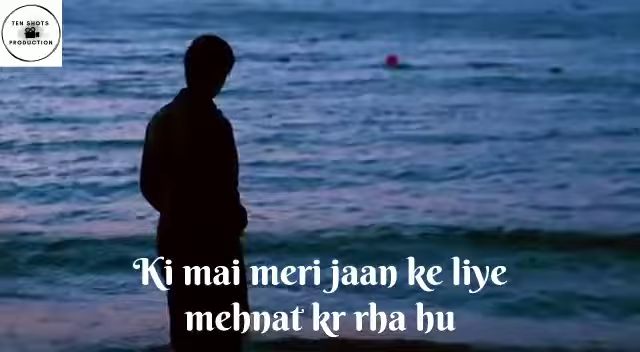 TEN SHOTS
PRODUCTION
Ki mai meri jaan ke liye
mehnat kr rha hu